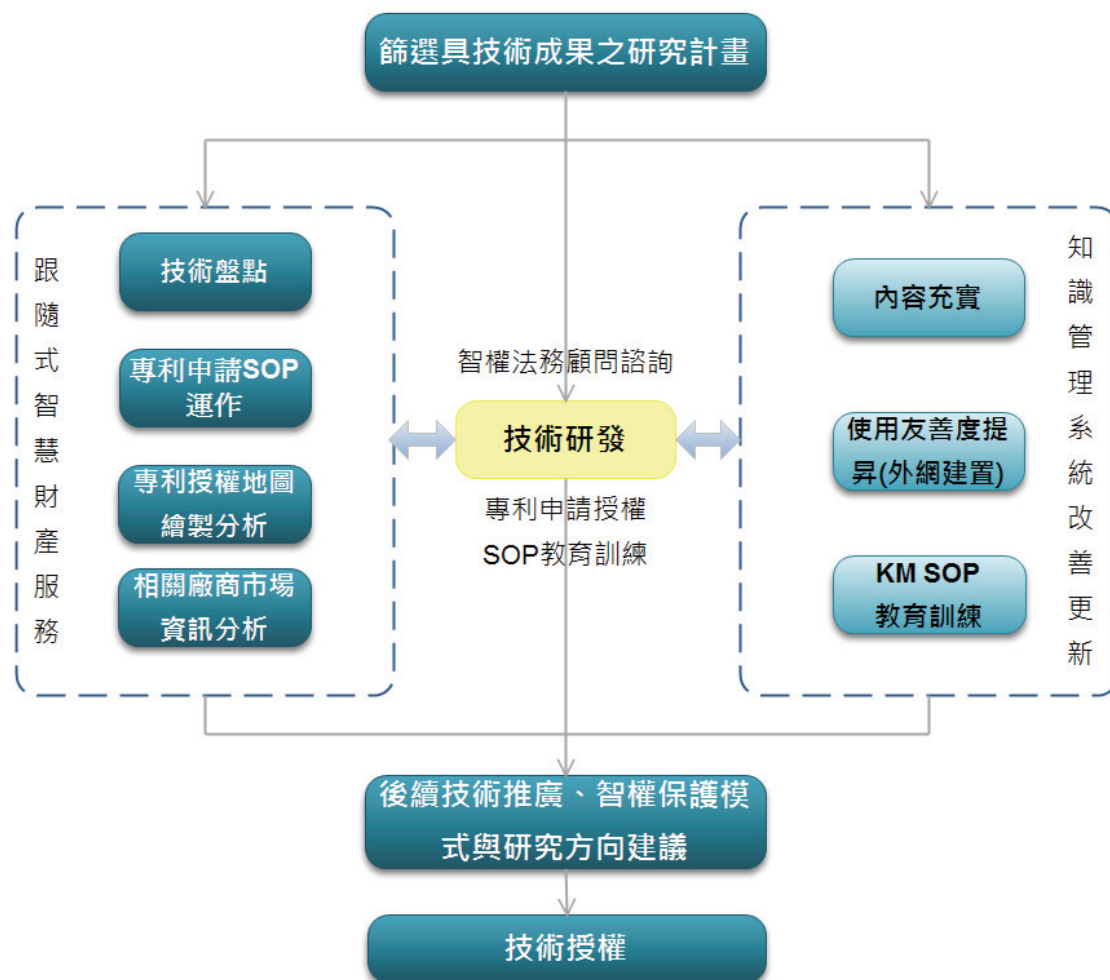 篩選具技術成果之研究計畫
跟隨式智慧財產服務
技術盤點
專利申請SOP
運作
專利授權地圖
繪製分析
相關廠商市場
資訊分析
智權法務顧問諮詢
技術研發
專利申請授權
SOP教育訓練
內容充實
使用友善度提
昇(外網建置)
KM SOP
教育訓練
知識管理系統改善更新
後續技術推廣、智權保護模
式與研究方向建議
技術授權